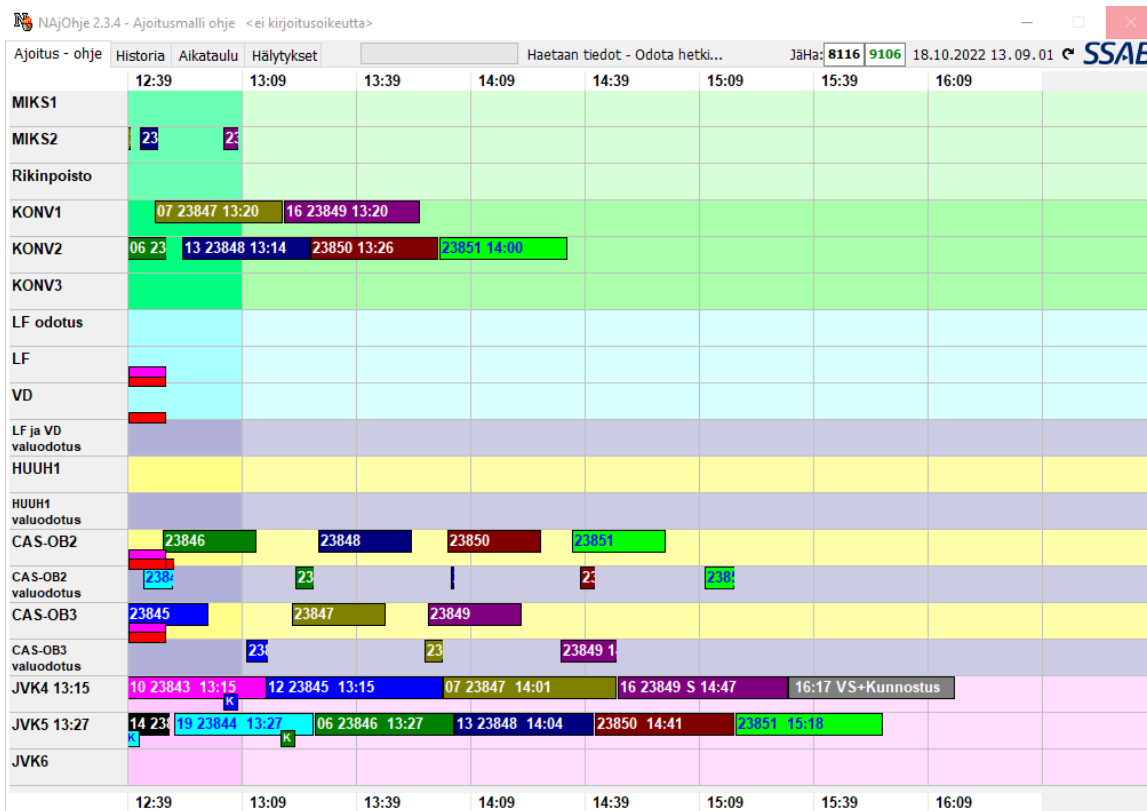 NAjOhje 2.3.4 - Ajoitusmalli ohje <ei kirjoitusoikeutta>
Ajoitus - ohje Historia Aikataulu Hälytykset Haetaan tiedot - Odota hetki... JäHa: 8116 9106 18.10.2022 13.09.01 SSAB
12:39 13:09 13:39 14:09 14:39 15:09 15:39 16:09
MIKS1
MIKS2 23 23
Rikinpoisto
KONV1 07 23847 13:20 16 23849 13:20
KONV2 06 23 13 23848 13:14 23850 13:26 23851 14:00
KONV3
LF odotus
LF
VD
LF ja VD
valuodotus
HUUH1
HUUH1
valuodotus
CAS-OB2 23846 23848 23850 23851
CAS-OB2 2384 23 23 2385
valuodotus
CAS-OB3 23845 23847 23849
CAS-OB3 238 23 23849 1
valuodotus
JVK4 13:15 10 23843 13:15 12 23845 13:15 07 23847 14:01 16 23849 S 14:47 16:17 VS+Kunnostus
K
JVK5 13:27 14 238 19 23844 13:27 06 23846 13:27 13 23848 14:04 23850 14:41 23851 15:18
K K
JVK6
12:39 13:09 13:39 14:09 14:39 15:09 15:39 16:09